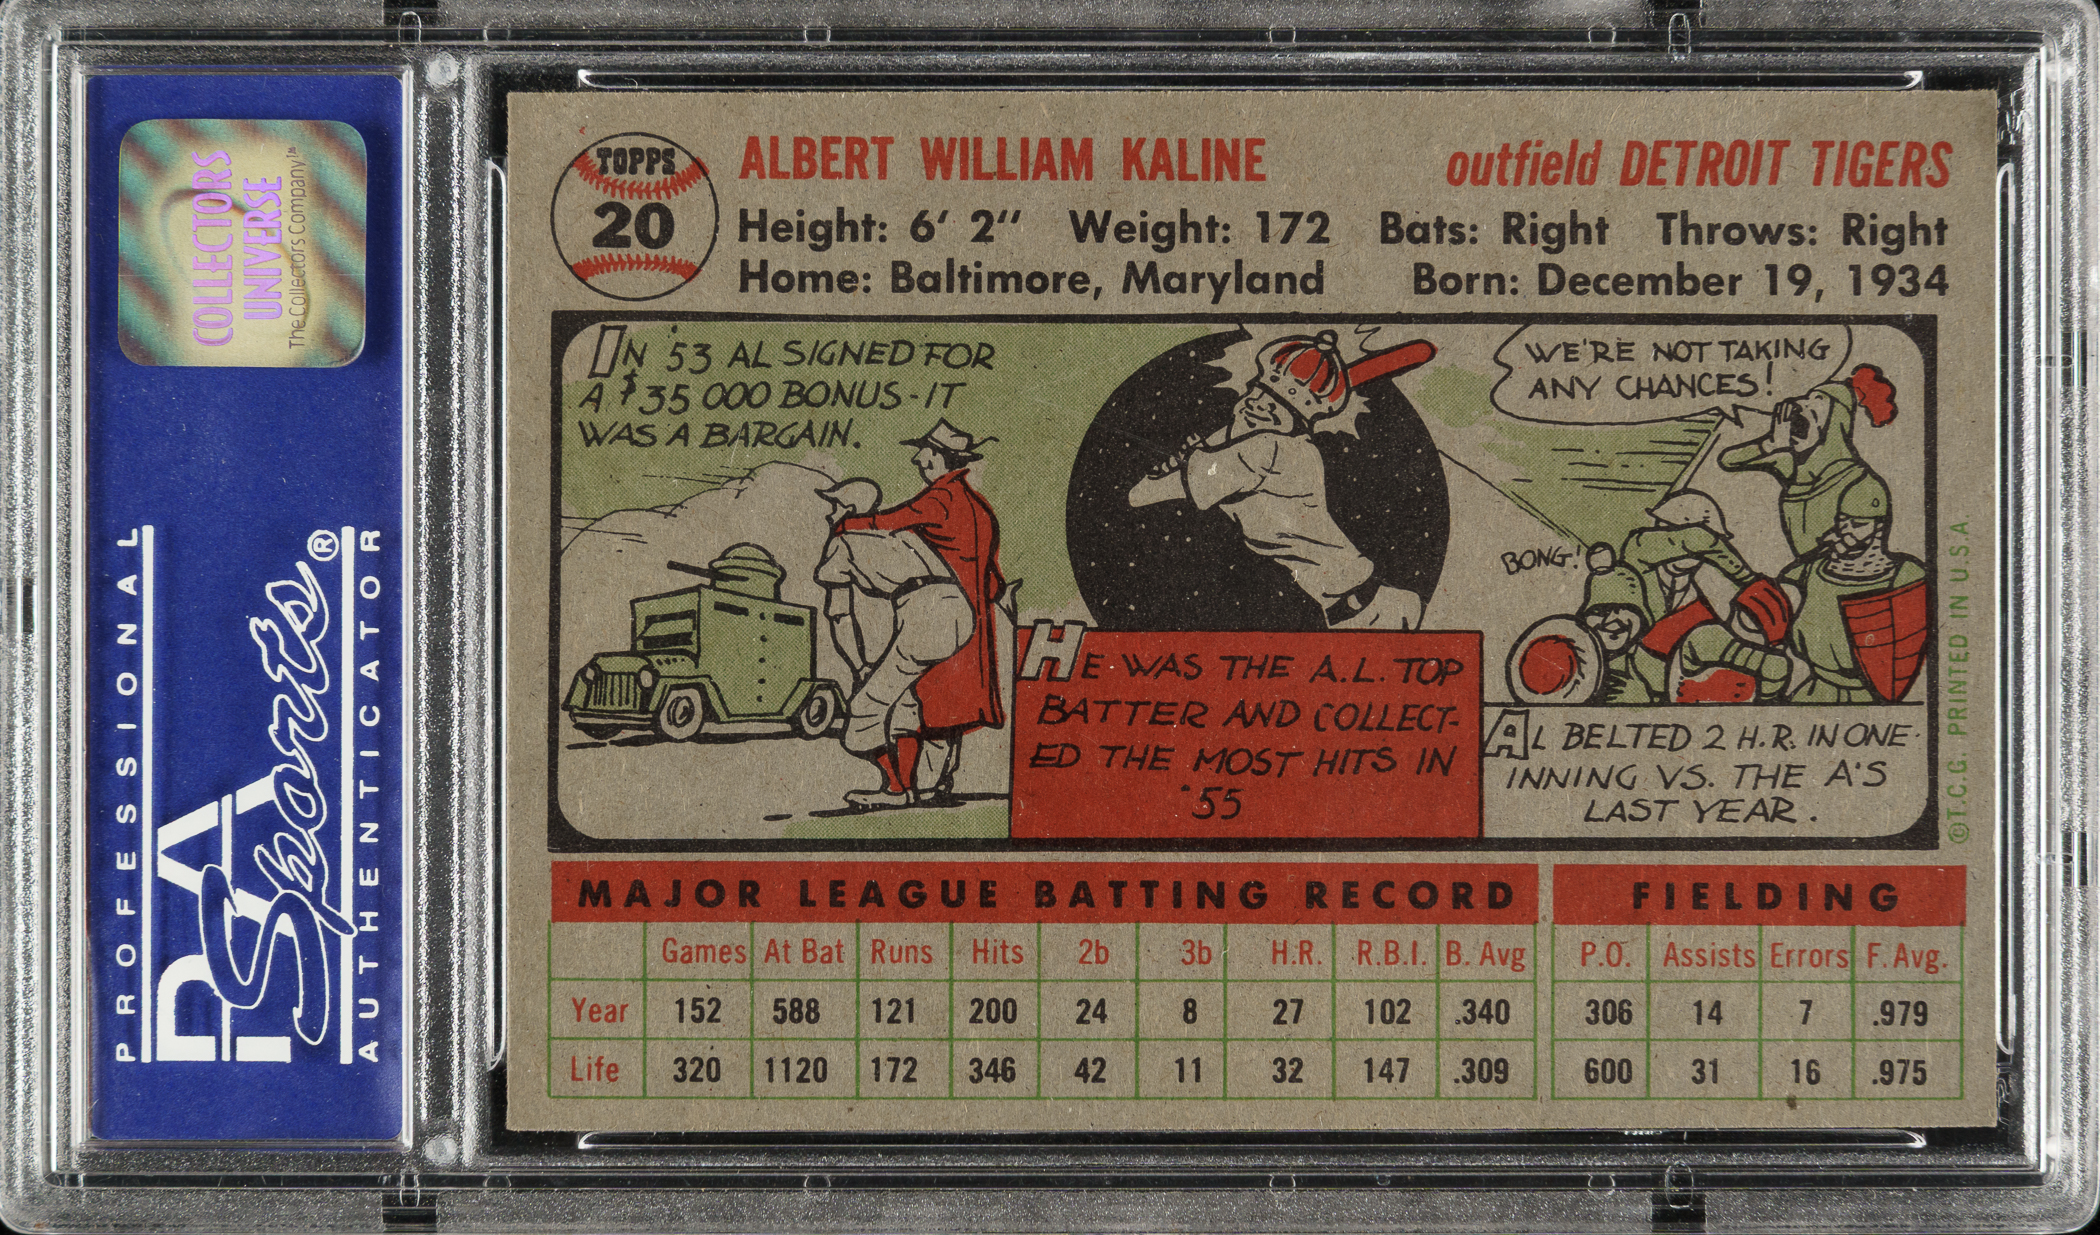 COLLECTORS
UNIVERSE
The Collectors Company™
PROFESSIONAL
PSA
Sports®
AUTHENTICATOR
TOPPS
20
ALBERT WILLIAM KALINE
outfield DETROIT TIGERS
Height: 6' 2" Weight: 172 Bats: Right Throws: Right
Home: Baltimore, Maryland Born: December 19, 1934
IN '53 AL SIGNED FOR
A $35 000 BONUS-IT
WAS A BARGAIN.
HE WAS THE A.L. TOP
BATTER AND COLLECT-
ED THE MOST HITS IN
'55
WE'RE NOT TAKING
ANY CHANCES!
BONG!
AL BELTED 2 H.R. IN ONE
INNING VS. THE A'S
LAST YEAR.
©T.C.G. PRINTED IN U.S.A.
MAJOR LEAGUE BATTING RECORD FIELDING
Games At Bat Runs Hits 2b 3b H.R. R.B.I. B. Avg P.O. Assists Errors F. Avg.
Year 152 588 121 200 24 8 27 102 .340 306 14 7 .979
Life 320 1120 172 346 42 11 32 147 .309 600 31 16 .975